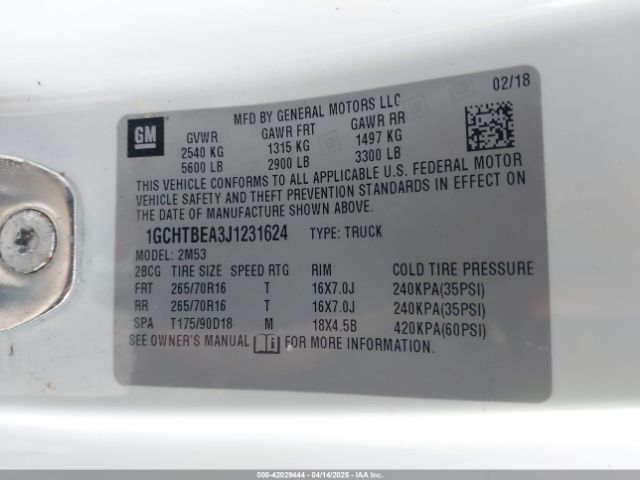 02/18
MFD BY GENERAL MOTORS LLC
GM
GVWR GAWR FRT GAWR RR
2540 KG 1315 KG 1497 KG
5600 LB 2900 LB 3300 LB
THIS VEHICLE CONFORMS TO ALL APPLICABLE U.S. FEDERAL MOTOR
VEHICLE SAFETY AND THEFT PREVENTION STANDARDS IN EFFECT ON
THE DATE OF MANUFACTURE SHOWN ABOVE.
1GCHTBEA3J1231624 TYPE: TRUCK
MODEL: 2M53
2BCG TIRE SIZE SPEED RTG RIM COLD TIRE PRESSURE
FRT 265/70R16 T 16X7.0J 240KPA(35PSI)
RR 265/70R16 T 16X7.0J 240KPA(35PSI)
SPA T175/90D18 M 18X4.5B 420KPA(60PSI)
SEE OWNER'S MANUAL i FOR MORE INFORMATION.
000-42029444 - 04/14/2025 - IAAI.com